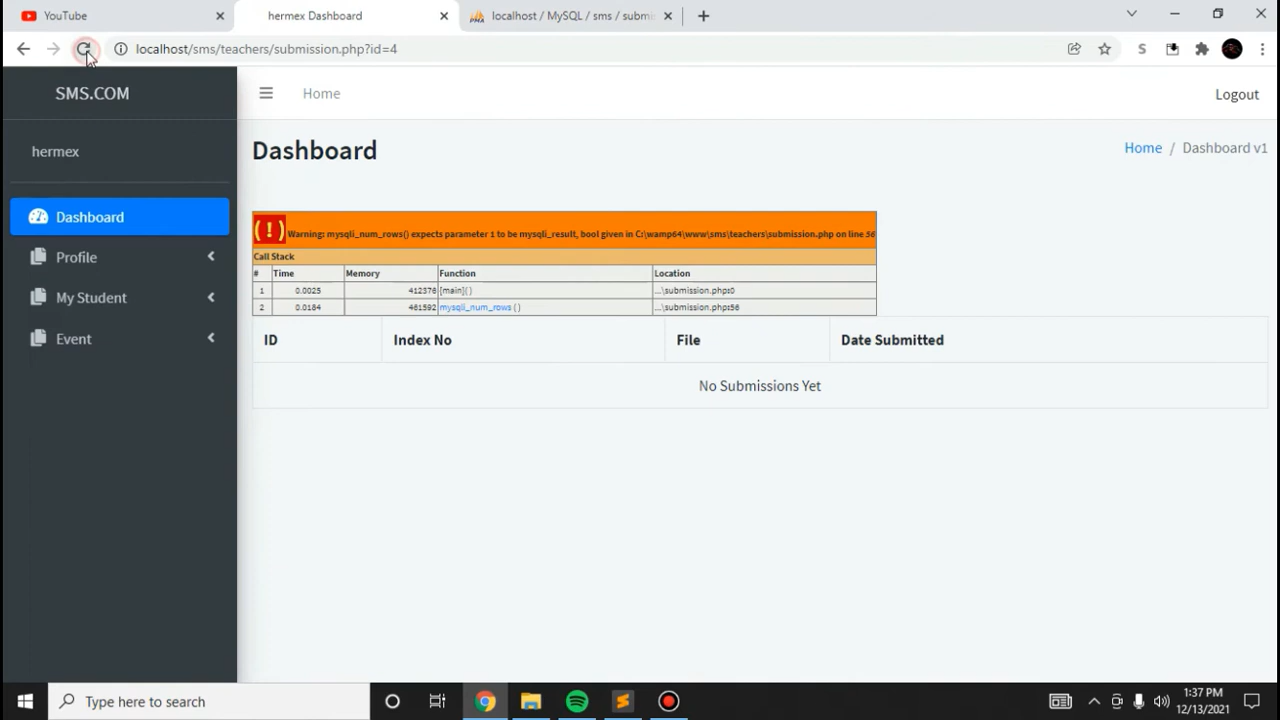 YouTube
hermex Dashboard
localhost / MySQL / sms / submi
localhost/sms/teachers/submission.php?id=4
S
SMS.COM
Home
Logout
hermex
Dashboard
Home / Dashboard v1
Dashboard
Profile
My Student
Event
( ! ) Warning: mysqli_num_rows() expects parameter 1 to be mysqli_result, bool given in C:\wamp64\www\sms\teachers\submission.php on line 56
Call Stack
# Time Memory Function Location
1 0.0025 412376 {main}( ) ...\submission.php:0
2 0.0184 461592 mysqli_num_rows ( ) ...\submission.php:56
ID Index No File Date Submitted
No Submissions Yet
Type here to search
1:37 PM
12/13/2021